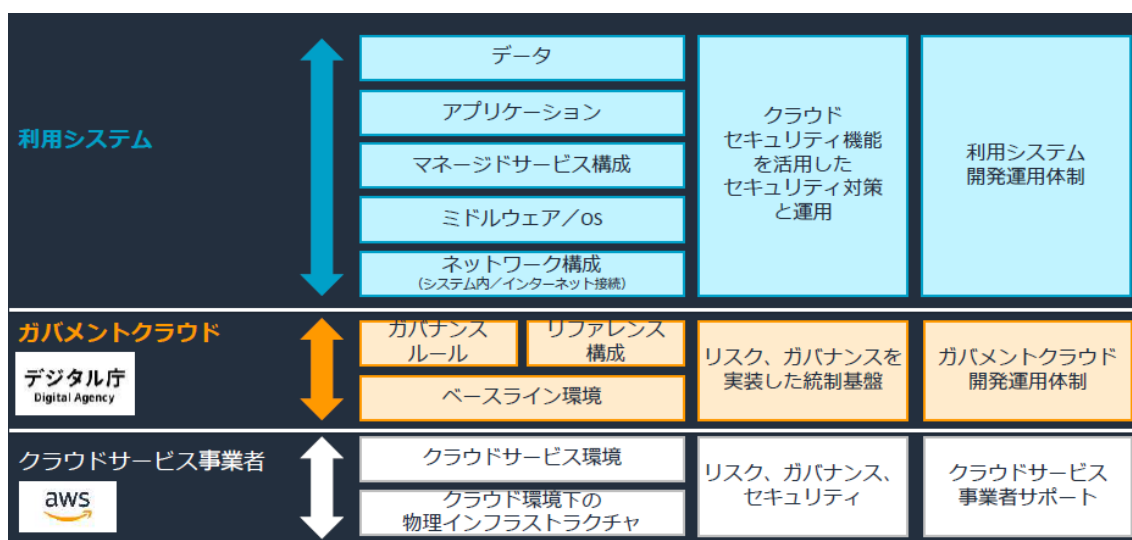 利用システム
データ
アプリケーション
マネージドサービス構成
ミドルウェア／OS
ネットワーク構成
（システム内／インターネット接続）
クラウド
セキュリティ機能
を活用した
セキュリティ対策
と運用
利用システム
開発運用体制
ガバメントクラウド
デジタル庁
Digital Agency
ガバナンス
ルール
リファレンス
構成
ベースライン環境
リスク、ガバナンスを
実装した統制基盤
ガバメントクラウド
開発運用体制
クラウドサービス事業者
aws
クラウドサービス環境
クラウド環境下の
物理インフラストラクチャ
リスク、ガバナンス、
セキュリティ
クラウドサービス
事業者サポート